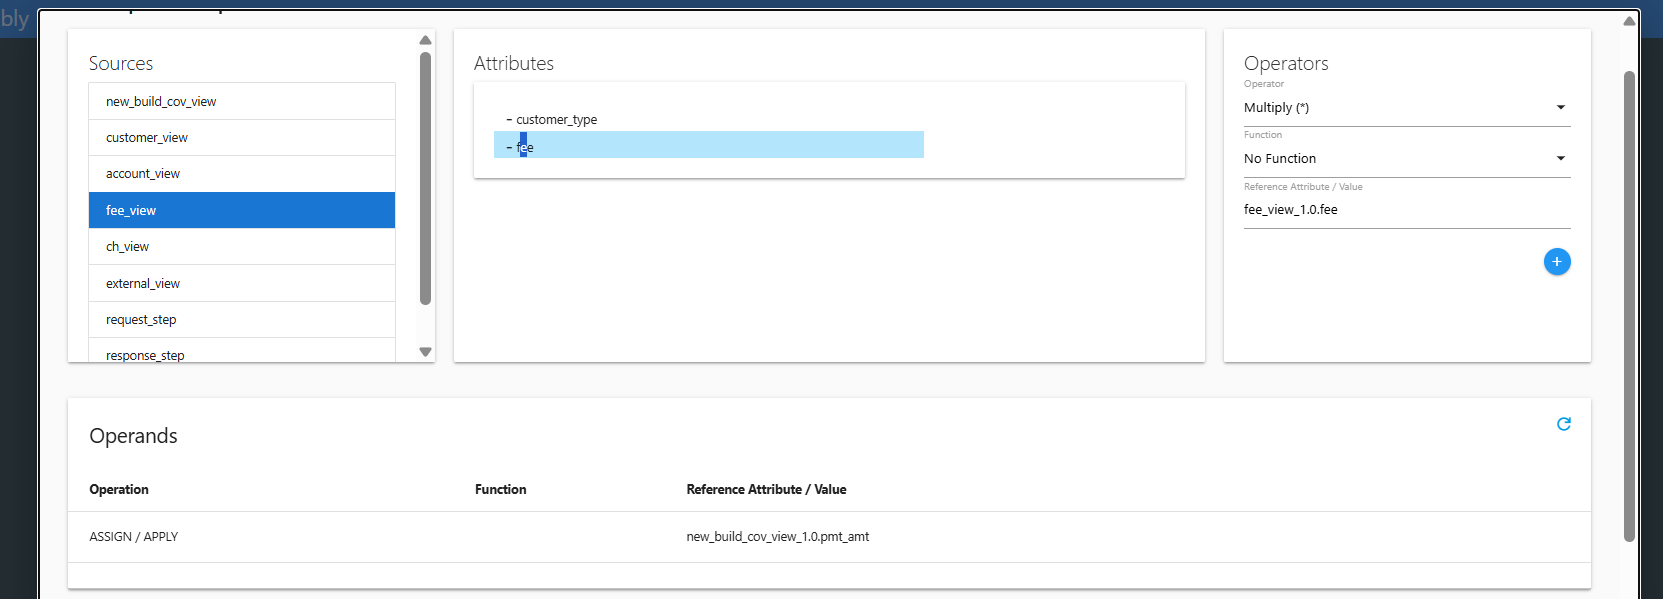 bly
Sources
new_build_cov_view
customer_view
account_view
fee_view
ch_view
external_view
request_step
response_step
Attributes
- customer_type
- fee
Operators
Operator
Multiply (*)
Function
No Function
Reference Attribute / Value
fee_view_1.0.fee
+
Operands
Operation Function Reference Attribute / Value
ASSIGN / APPLY new_build_cov_view_1.0.pmt_amt